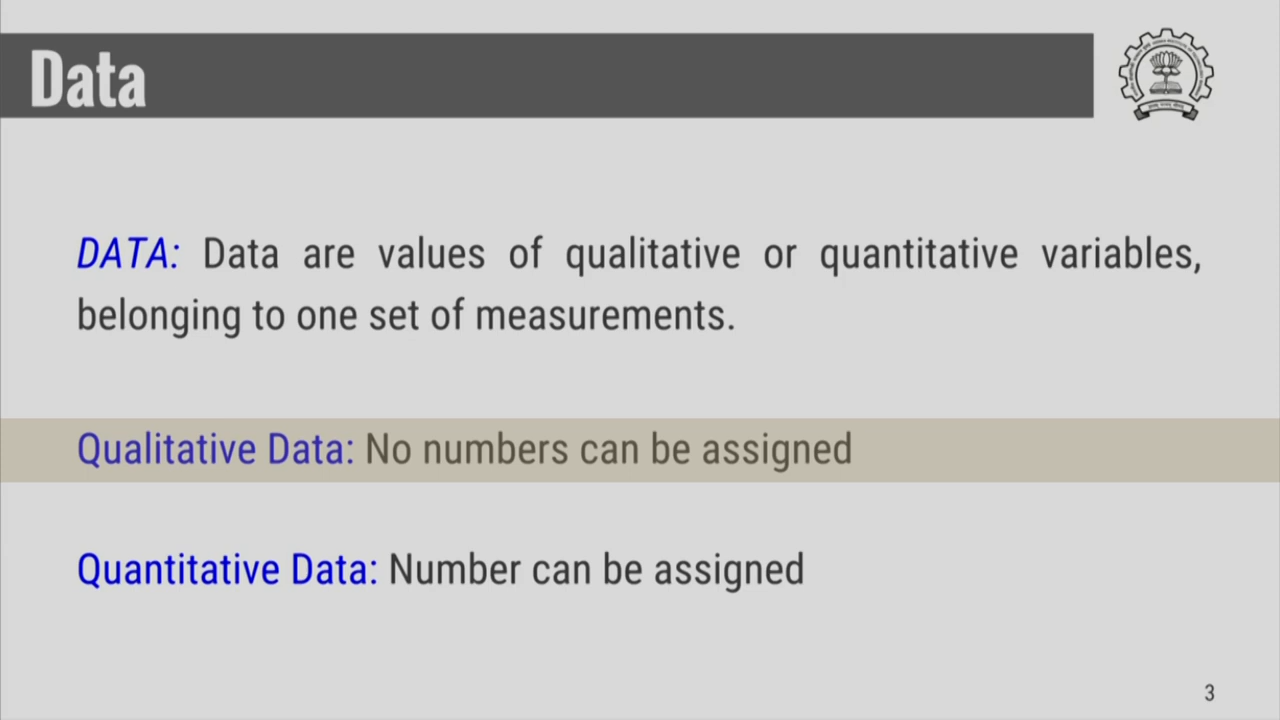 Data
DATA: Data are values of qualitative or quantitative variables,
belonging to one set of measurements.
Qualitative Data: No numbers can be assigned
Quantitative Data: Number can be assigned
3